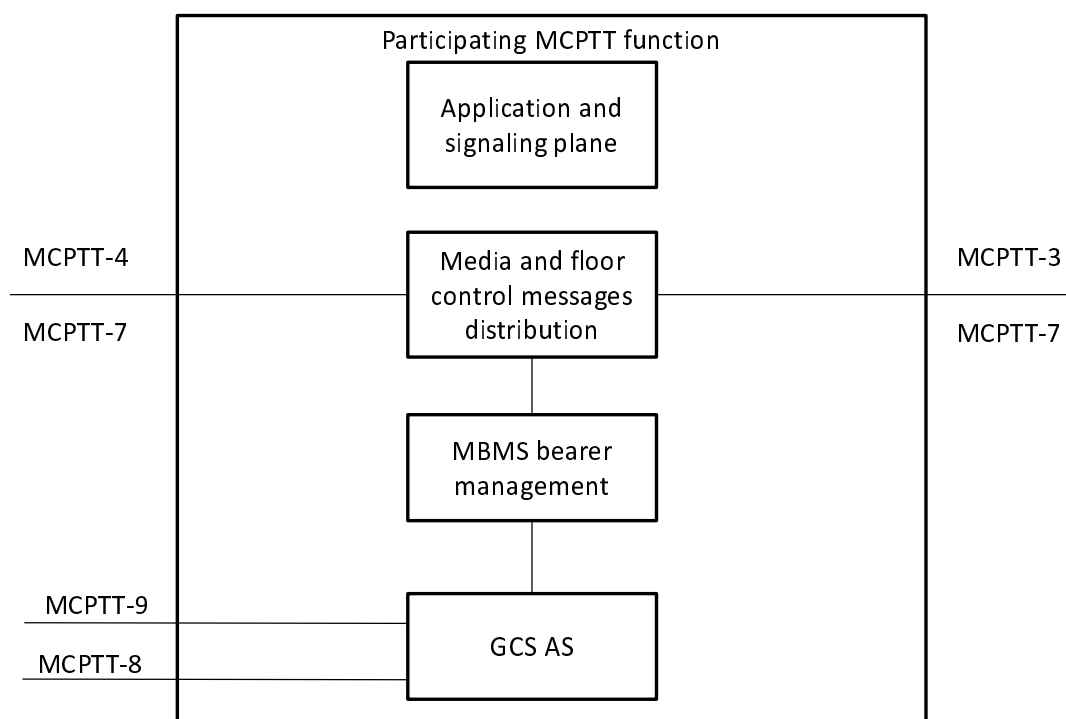 Participating MCPTT function
Application and
signaling plane
MCPTT-4
Media and floor
control messages
distribution
MCPTT-3
MCPTT-7
MCPTT-7
MBMS bearer
management
MCPTT-9
GCS AS
MCPTT-8